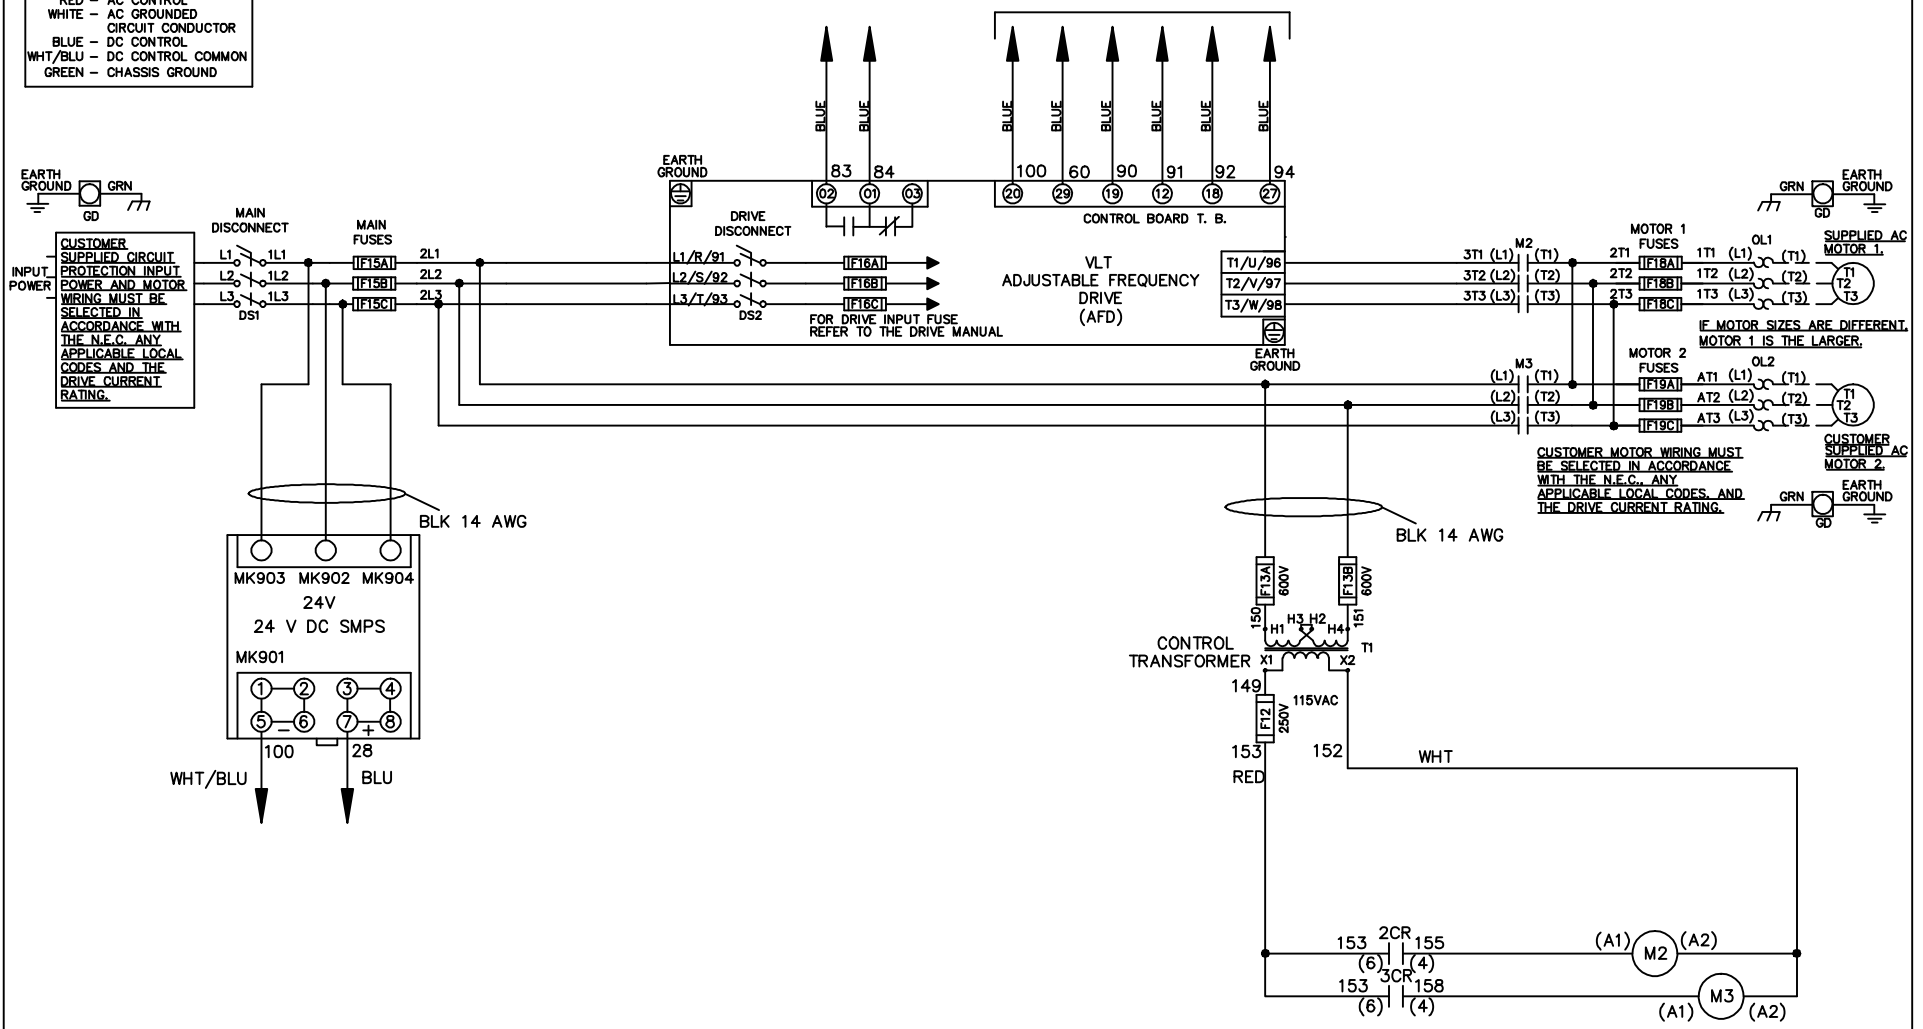 RED – AC CONTROL
WHITE – AC GROUNDED
CIRCUIT CONDUCTOR
BLUE – DC CONTROL
WHT/BLU – DC CONTROL COMMON
GREEN – CHASSIS GROUND
BLUE
BLUE
BLUE
BLUE
BLUE
BLUE
BLUE
BLUE
83
84
100
60
90
91
92
94
02
01
03
20
29
19
12
18
27
CONTROL BOARD T. B.
EARTH
GROUND
EARTH
GROUND
GRN
GD
MAIN
DISCONNECT
MAIN
FUSES
DRIVE
DISCONNECT
INPUT
POWER
CUSTOMER
SUPPLIED CIRCUIT
PROTECTION INPUT
POWER AND MOTOR
WIRING MUST BE
SELECTED IN
ACCORDANCE WITH
THE N.E.C. ANY
APPLICABLE LOCAL
CODES AND THE
DRIVE CURRENT
RATING.
L1 1L1
L2 1L2
L3 1L3
DS1
F15A
F15B
F15C
2L1
2L2
2L3
L1/R/91
L2/S/92
L3/T/93
DS2
F16A
F16B
F16C
FOR DRIVE INPUT FUSE
REFER TO THE DRIVE MANUAL
VLT
ADJUSTABLE FREQUENCY
DRIVE
(AFD)
T1/U/96
T2/V/97
T3/W/98
EARTH
GROUND
3T1 (L1) M2 (T1)
3T2 (L2) (T2)
3T3 (L3) (T3)
2T1
2T2
2T3
MOTOR 1
FUSES
F18A
F18B
F18C
1T1 (L1) (T1)
1T2 (L2) (T2)
1T3 (L3) (T3)
OL1
T1
T2
T3
GRN
GD
EARTH
GROUND
SUPPLIED AC
MOTOR 1.
IF MOTOR SIZES ARE DIFFERENT,
MOTOR 1 IS THE LARGER.
M3
(L1) (T1)
(L2) (T2)
(L3) (T3)
MOTOR 2
FUSES
F19A
F19B
F19C
OL2
AT1 (L1) (T1)
AT2 (L2) (T2)
AT3 (L3) (T3)
T1
T2
T3
CUSTOMER
SUPPLIED AC
MOTOR 2.
CUSTOMER MOTOR WIRING MUST
BE SELECTED IN ACCORDANCE
WITH THE N.E.C., ANY
APPLICABLE LOCAL CODES, AND
THE DRIVE CURRENT RATING.
GRN
GD
EARTH
GROUND
BLK 14 AWG
BLK 14 AWG
MK903 MK902 MK904
24V
24 V DC SMPS
MK901
1 2 3 4
5 6 7 8
– +
100
28
WHT/BLU
BLU
F13A
600V
F13B
600V
150
151
H1 H3 H2 H4
T1
CONTROL
TRANSFORMER
X1
X2
149
115VAC
F12
250V
153
RED
152
WHT
153 2CR 155
(6) (4)
(A1) M2 (A2)
153 3CR 158
(6) (4)
(A1) M3 (A2)